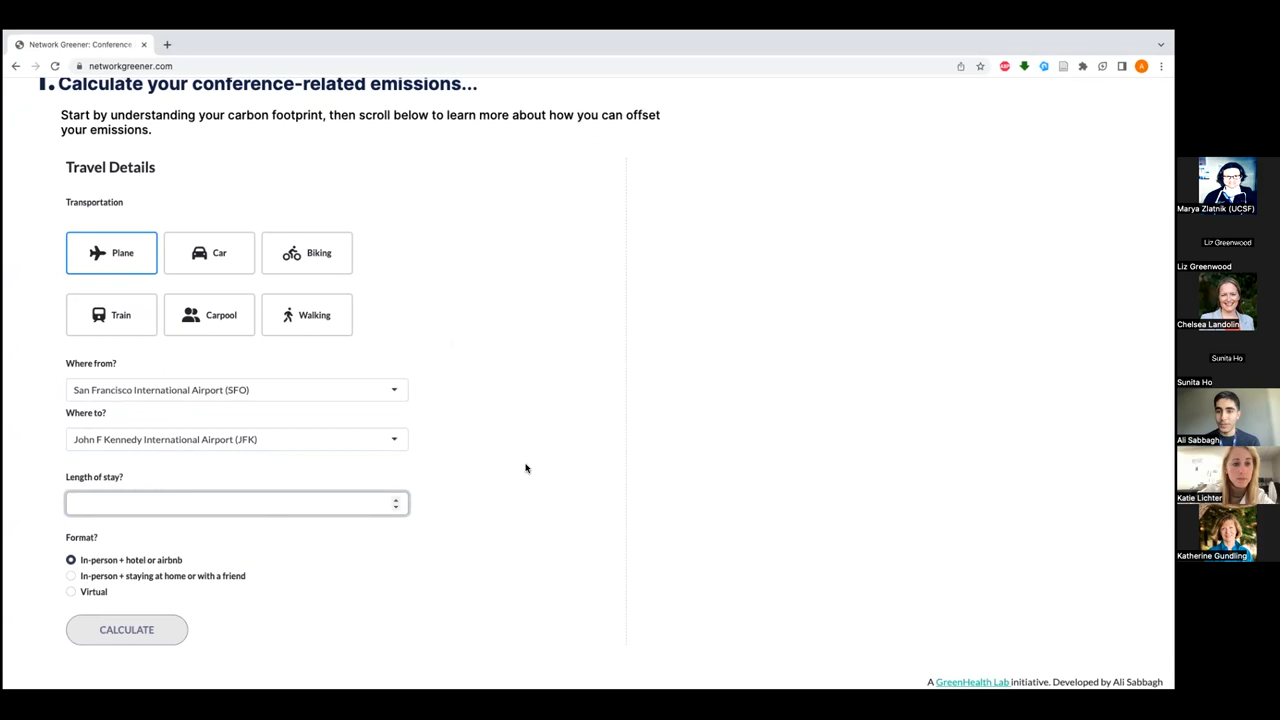 Network Greener: Conference
networkgreener.com
1. Calculate your conference-related emissions...
Start by understanding your carbon footprint, then scroll below to learn more about how you can offset
your emissions.
Travel Details
Transportation
Plane
Car
Biking
Train
Carpool
Walking
Where from?
San Francisco International Airport (SFO)
Where to?
John F Kennedy International Airport (JFK)
Length of stay?
Format?
In-person + hotel or airbnb
In-person + staying at home or with a friend
Virtual
CALCULATE
A GreenHealth Lab initiative. Developed by Ali Sabbagh
ABP
A
Marya Zlatnik (UCSF)
Liz Greenwood
Liz Greenwood
Chelsea Landolin
Sunita Ho
Sunita Ho
Ali Sabbagh
Katie Lichter
Katherine Gundling